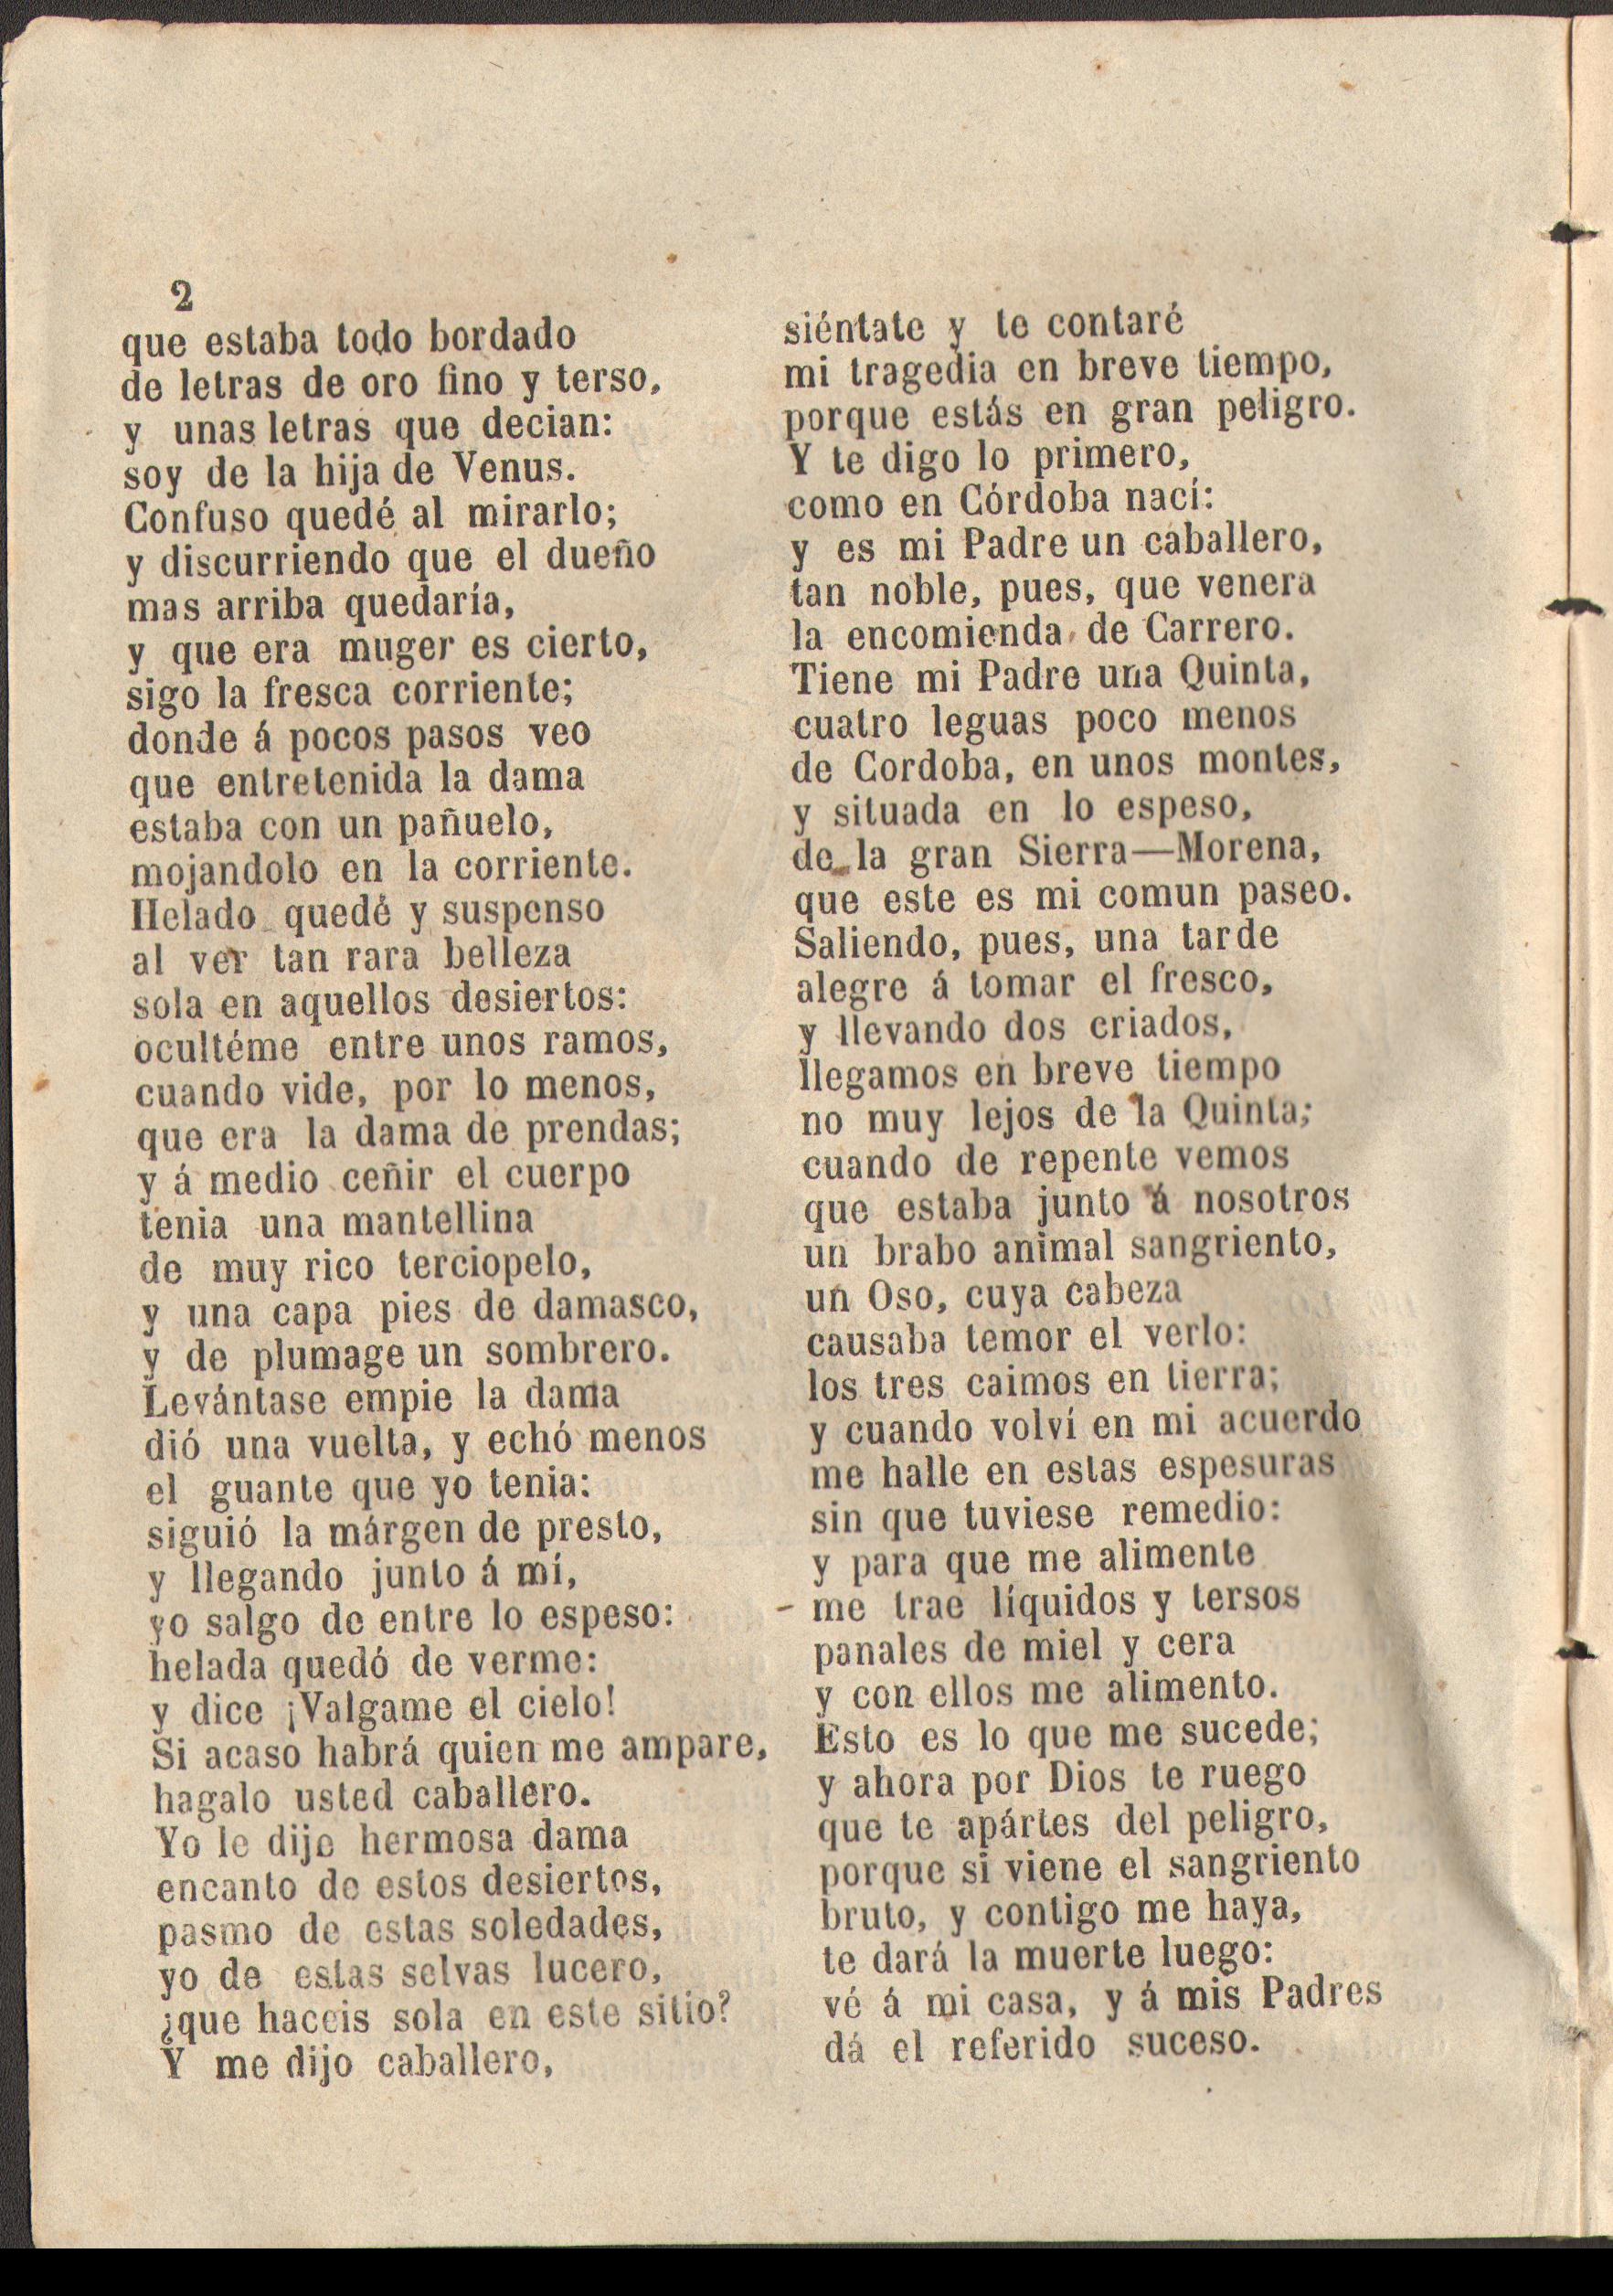 2
que estaba todo bordado
de letras de oro fino y terso,
y unas letras que decian:
soy de la hija de Venus.
Confuso quedé al mirarlo;
y discurriendo que el dueño
mas arriba quedaría,
y que era muger es cierto,
sigo la fresca corriente;
donde á pocos pasos veo
que entretenida la dama
estaba con un pañuelo,
mojandolo en la corriente.
Helado quedé y suspenso
al ver tan rara belleza
sola en aquellos desiertos:
ocultéme entre unos ramos,
cuando vide, por lo menos,
que era la dama de prendas;
y á medio ceñir el cuerpo
tenia una mantellina
de muy rico terciopelo,
y una capa pies de damasco,
y de plumage un sombrero.
Levántase empie la dama
dió una vuelta, y echó menos
el guante que yo tenia:
siguió la márgen de presto,
y llegando junto á mí,
yo salgo de entre lo espeso:
helada quedó de verme:
y dice ¡Valgame el cielo!
Si acaso habrá quien me ampare,
hagalo usted caballero.
Yo le dije hermosa dama
encanto de estos desiertos,
pasmo de estas soledades,
yo de estas selvas lucero,
¿que haceis sola en este sitio?
Y me dijo caballero,
siéntate y te contaré
mi tragedia en breve tiempo,
porque estás en gran peligro.
Y te digo lo primero,
como en Córdoba nací:
y es mi Padre un caballero,
tan noble, pues, que venera
la encomienda de Carrero.
Tiene mi Padre una Quinta,
cuatro leguas poco menos
de Cordoba, en unos montes,
y situada en lo espeso,
de la gran Sierra—Morena,
que este es mi comun paseo.
Saliendo, pues, una tarde
alegre á tomar el fresco,
y llevando dos criados,
llegamos en breve tiempo
no muy lejos de la Quinta;
cuando de repente vemos
que estaba junto á nosotros
un brabo animal sangriento,
un Oso, cuya cabeza
causaba temor el verlo:
los tres caimos en tierra;
y cuando volví en mi acuerdo
me halle en estas espesuras
sin que tuviese remedio:
y para que me alimente
me trae líquidos y tersos
panales de miel y cera
y con ellos me alimento.
Esto es lo que me sucede;
y ahora por Dios te ruego
que te apártes del peligro,
porque si viene el sangriento
bruto, y contigo me haya,
te dará la muerte luego:
vé á mi casa, y á mis Padres
dá el referido suceso.